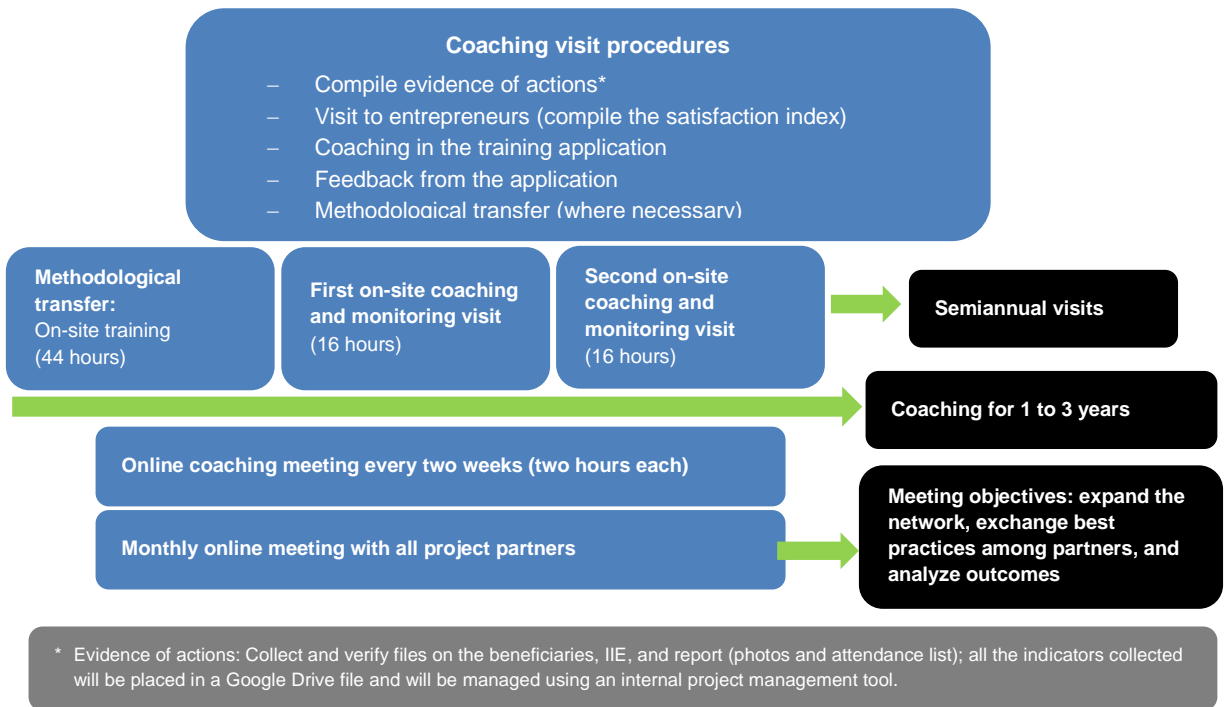 Coaching visit procedures
– Compile evidence of actions*
– Visit to entrepreneurs (compile the satisfaction index)
– Coaching in the training application
– Feedback from the application
– Methodological transfer (where necessary)
Methodological
transfer:
On-site training
(44 hours)
First on-site coaching
and monitoring visit
(16 hours)
Second on-site
coaching and
monitoring visit
(16 hours)
Semiannual visits
Coaching for 1 to 3 years
Online coaching meeting every two weeks (two hours each)
Monthly online meeting with all project partners
Meeting objectives: expand the
network, exchange best
practices among partners, and
analyze outcomes
* Evidence of actions: Collect and verify files on the beneficiaries, IIE, and report (photos and attendance list); all the indicators collected
will be placed in a Google Drive file and will be managed using an internal project management tool.